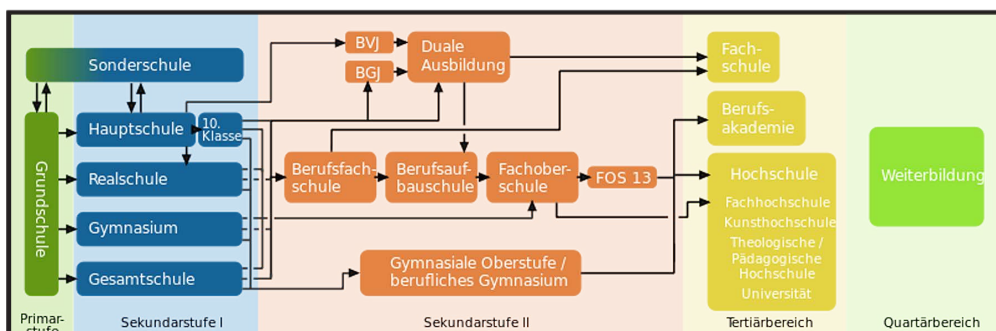 Sonderschule
Grundschule
Hauptschule
10.
Klasse
Realschule
Gymnasium
Gesamtschule
BVJ
BGJ
Duale
Ausbildung
Berufsfach-
schule
Berufsauf-
bauschule
Fachober-
schule
FOS 13
Gymnasiale Oberstufe /
berufliches Gymnasium
Fach-
schule
Berufs-
akademie
Hochschule
Fachhochschule
Kunsthochschule
Theologische /
Pädagogische
Hochschule
Universität
Weiterbildung
Primar-
stufe
Sekundarstufe I
Sekundarstufe II
Tertiärbereich
Quartärbereich